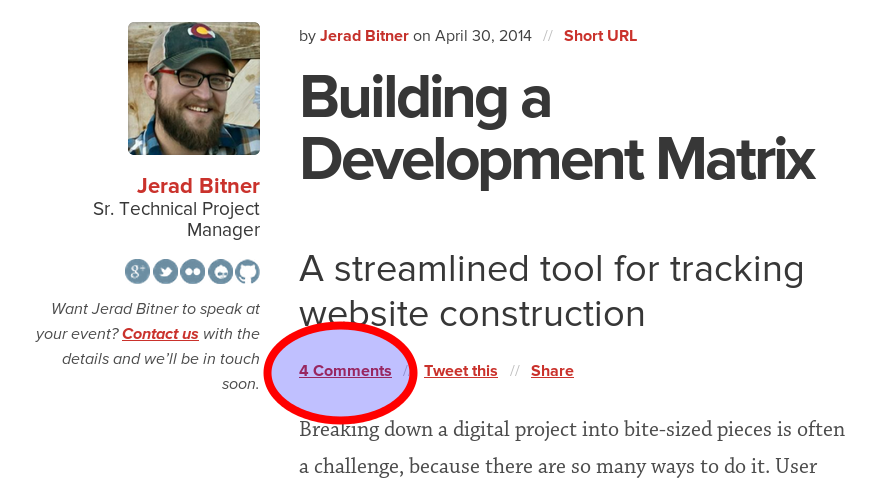 by Jerad Bitner on April 30, 2014 // Short URL
Building a
Development Matrix
Jerad Bitner
Sr. Technical Project
Manager
Want Jerad Bitner to speak at
your event? Contact us with the
details and we’ll be in touch
soon.
A streamlined tool for tracking
website construction
4 Comments // Tweet this // Share
Breaking down a digital project into bite-sized pieces is often
a challenge, because there are so many ways to do it. User